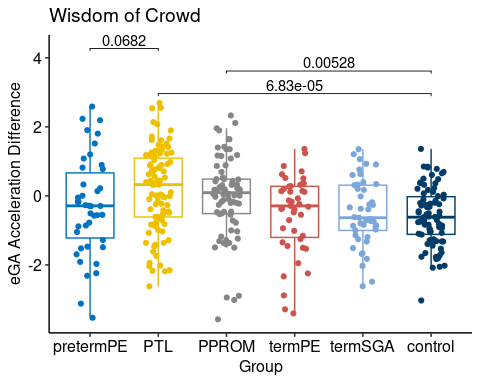 Wisdom of Crowd
0.0682
0.00528
6.83e-05
4
2
0
-2
eGA Acceleration Difference
pretermPE PTL PPROM termPE termSGA control
Group